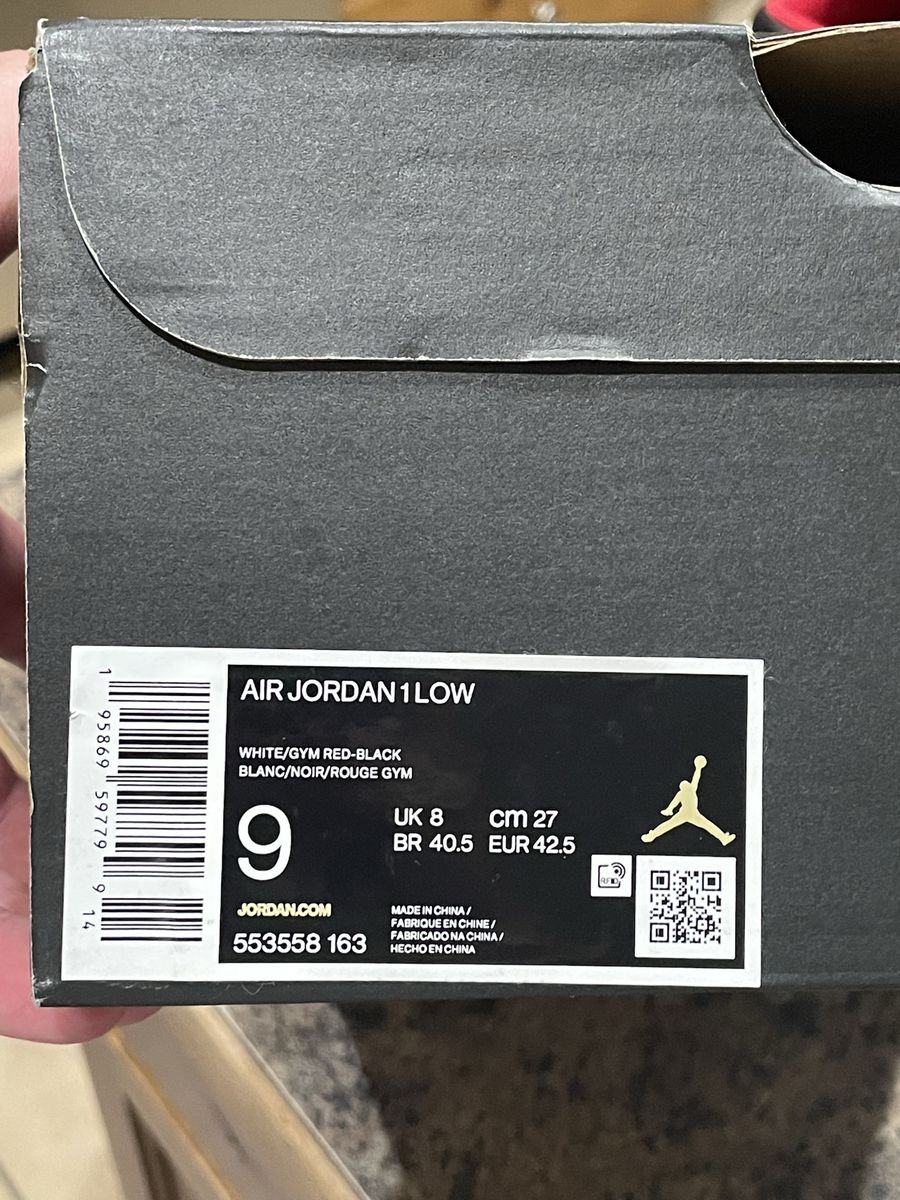 AIR JORDAN 1 LOW
WHITE/GYM RED-BLACK
BLANC/NOIR/ROUGE GYM
9
UK 8
cm 27
BR 40.5
EUR 42.5
RFID
JORDAN.COM
553558 163
MADE IN CHINA /
FABRIQUE EN CHINE /
FABRICADO NA CHINA /
HECHO EN CHINA
1 95869 59779 9 14